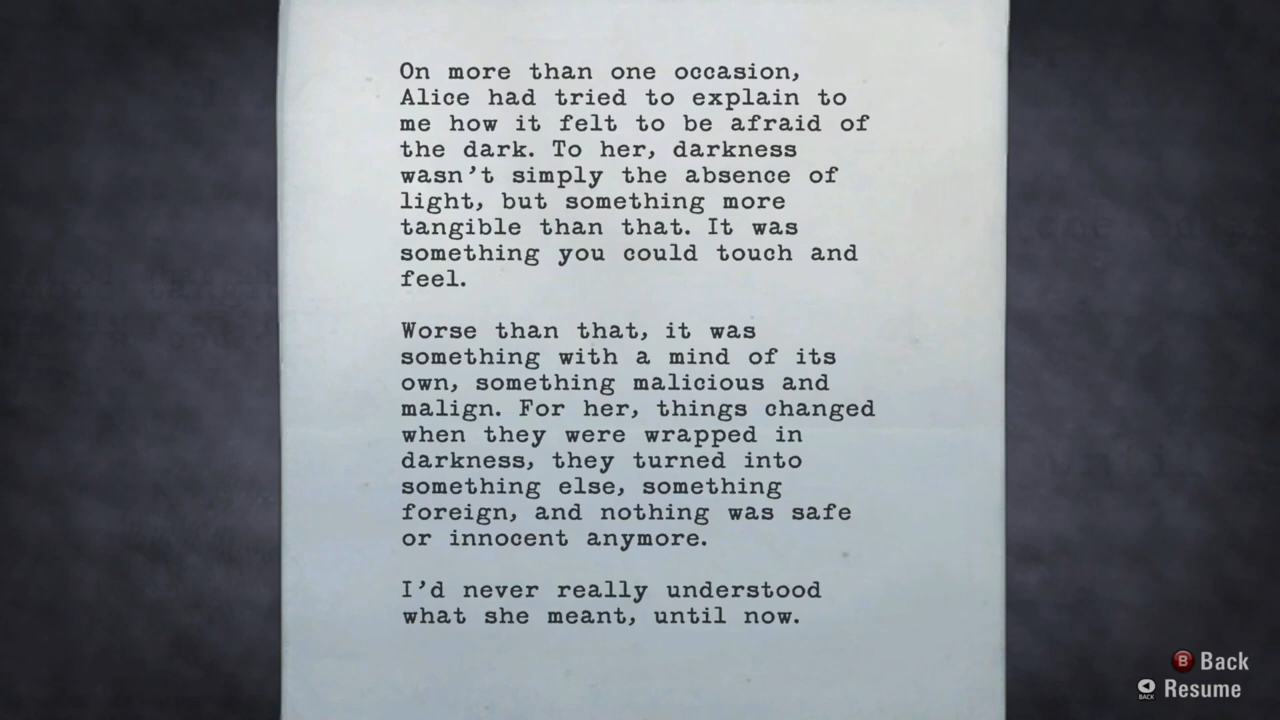 On more than one occasion,
Alice had tried to explain to
me how it felt to be afraid of
the dark. To her, darkness
wasn't simply the absence of
light, but something more
tangible than that. It was
something you could touch and
feel.
Worse than that, it was
something with a mind of its
own, something malicious and
malign. For her, things changed
when they were wrapped in
darkness, they turned into
something else, something
foreign, and nothing was safe
or innocent anymore.
I'd never really understood
what she meant, until now.
B Back
BACK Resume